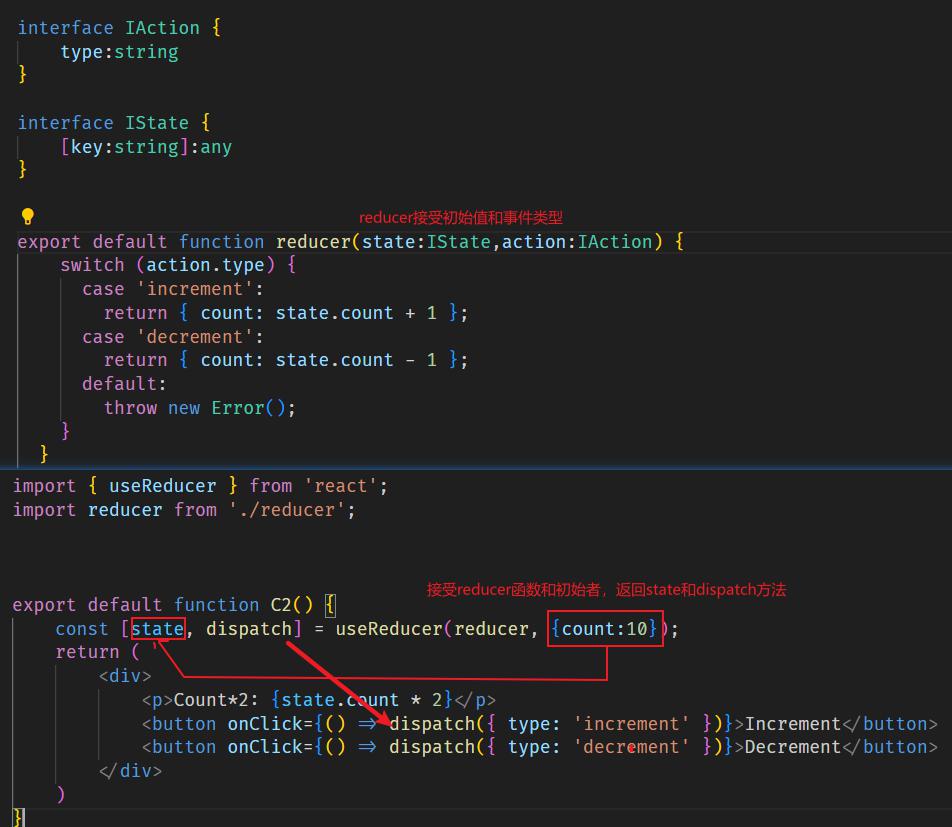 interface IAction {
    type:string
}
interface IState {
    [key:string]:any
}
reducer接受初始值和事件类型
export default function reducer(state:IState,action:IAction) {
    switch (action.type) {
      case 'increment':
        return { count: state.count + 1 };
      case 'decrement':
        return { count: state.count - 1 };
      default:
        throw new Error();
    }
  }
import { useReducer } from 'react';
import reducer from './reducer';
接受reducer函数和初始者，返回state和dispatch方法
export default function C2() {
    const [state, dispatch] = useReducer(reducer, {count:10});
    return (
        <div>
            <p>Count*2: {state.count * 2}</p>
            <button onClick={() => dispatch({ type: 'increment' })}>Increment</button>
            <button onClick={() => dispatch({ type: 'decrement' })}>Decrement</button>
        </div>
    )
}